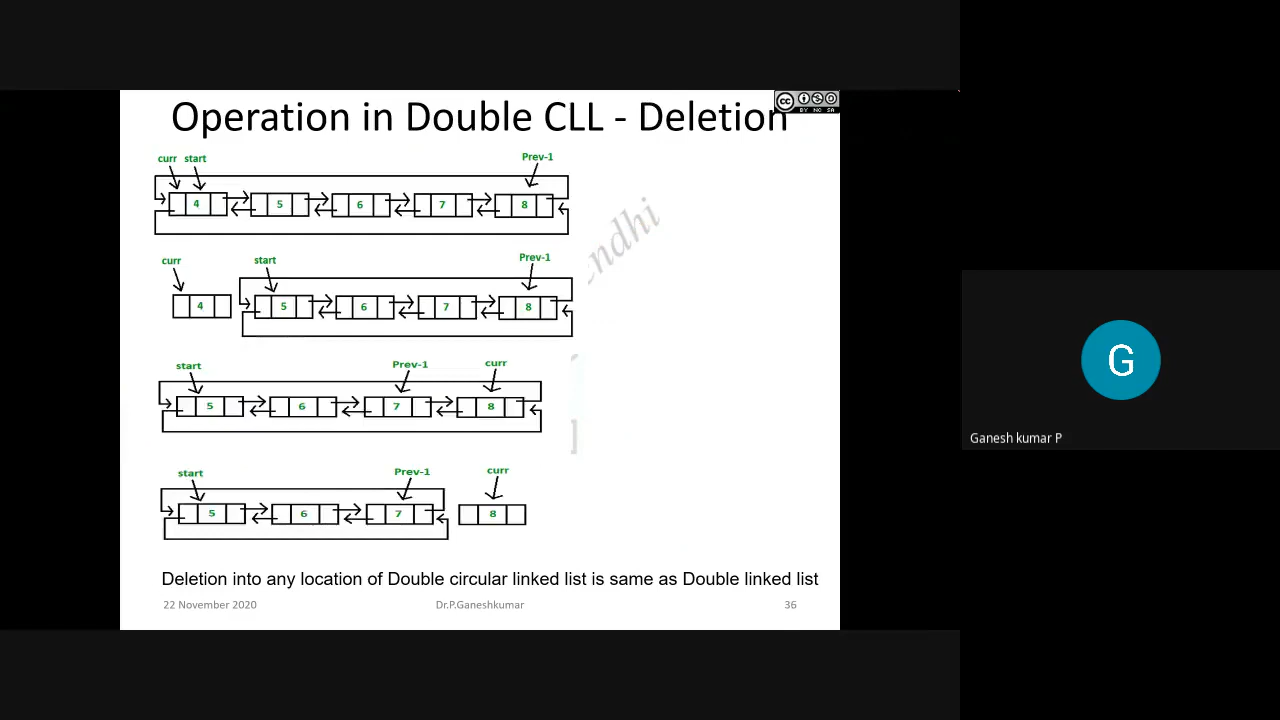 Operation in Double CLL - Deletion
BY NC SA
curr start Prev-1
4 5 6 7 8
curr start Prev-1
4 5 6 7 8
start Prev-1 curr
5 6 7 8
start Prev-1 curr
5 6 7 8
Deletion into any location of Double circular linked list is same as Double linked list
22 November 2020 Dr.P.Ganeshkumar 36
G
Ganesh kumar P